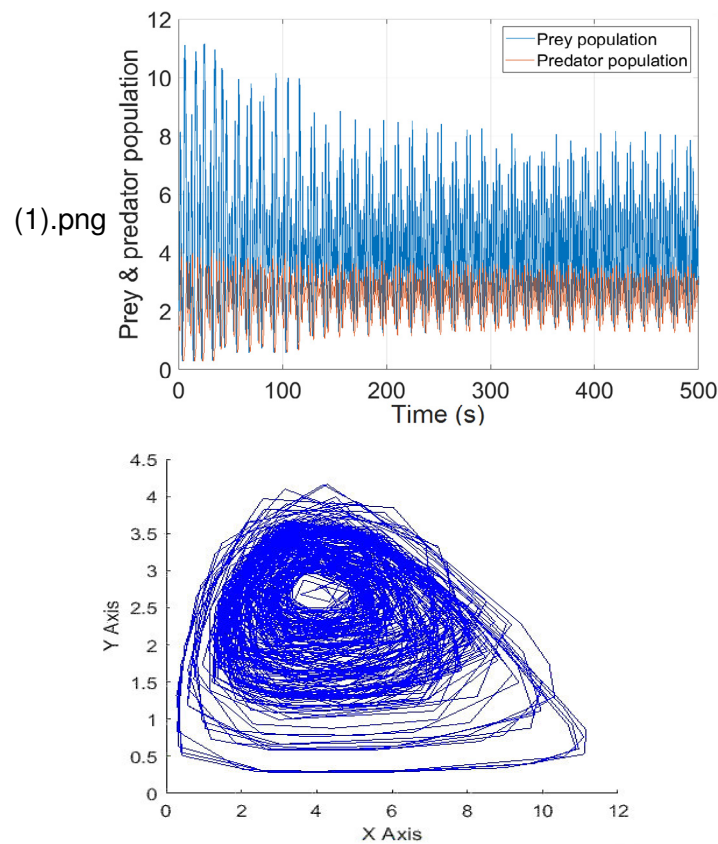 12
10
8
6
4
2
0
Prey & predator population
(1).png
Prey population
Predator population
0 100 200 300 400 500
Time (s)
4.5
4
3.5
3
2.5
2
1.5
1
0.5
0
Y Axis
0 2 4 6 8 10 12
X Axis